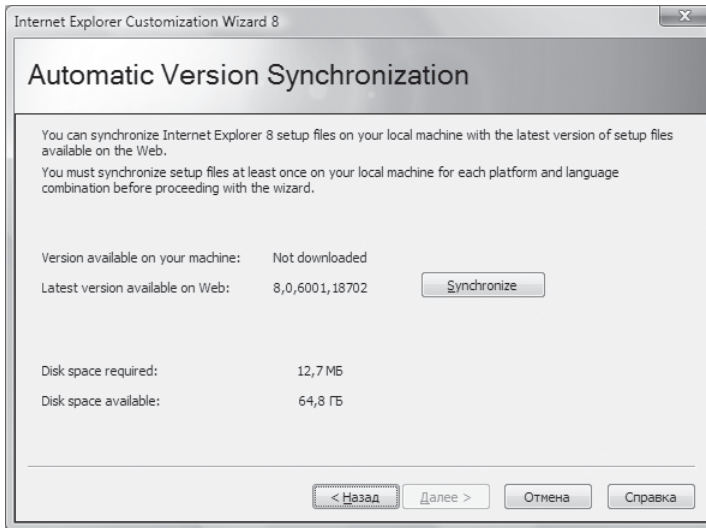 Internet Explorer Customization Wizard 8
Automatic Version Synchronization
You can synchronize Internet Explorer 8 setup files on your local machine with the latest version of setup files
available on the Web.
You must synchronize setup files at least once on your local machine for each platform and language
combination before proceeding with the wizard.
Version available on your machine: Not downloaded
Latest version available on Web: 8,0,6001,18702 Synchronize
Disk space required: 12,7 МБ
Disk space available: 64,8 ГБ
< Назад Далее > Отмена Справка